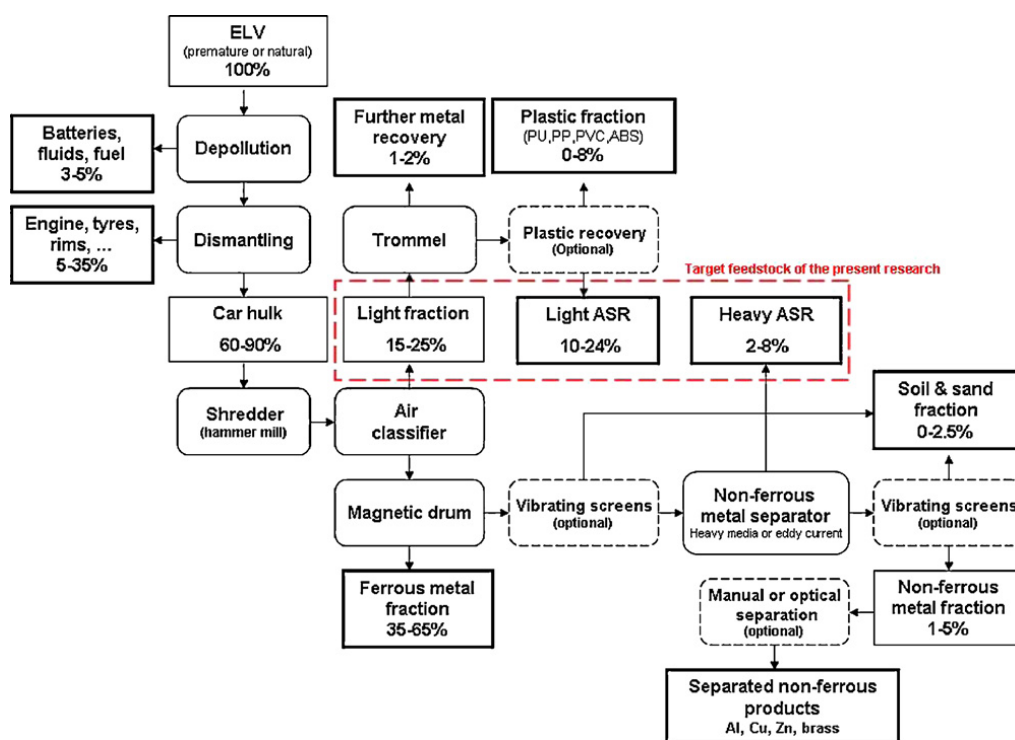 ELV
(premature or natural)
100%
Batteries,
fluids, fuel
3-5%
Depollution
Further metal
recovery
1-2%
Plastic fraction
(PU,PP,PVC,ABS)
0-8%
Engine, tyres,
rims, ...
5-35%
Dismantling
Trommel
Plastic recovery
(Optional)
Target feedstock of the present research
Car hulk
60-90%
Light fraction
15-25%
Light ASR
10-24%
Heavy ASR
2-8%
Shredder
(hammer mill)
Air
classifier
Soil & sand
fraction
0-2.5%
Magnetic drum
Vibrating screens
(optional)
Non-ferrous
metal separator
Heavy media or eddy current
Vibrating screens
(optional)
Ferrous metal
fraction
35-65%
Manual or optical
separation
(optional)
Non-ferrous
metal fraction
1-5%
Separated non-ferrous
products
Al, Cu, Zn, brass